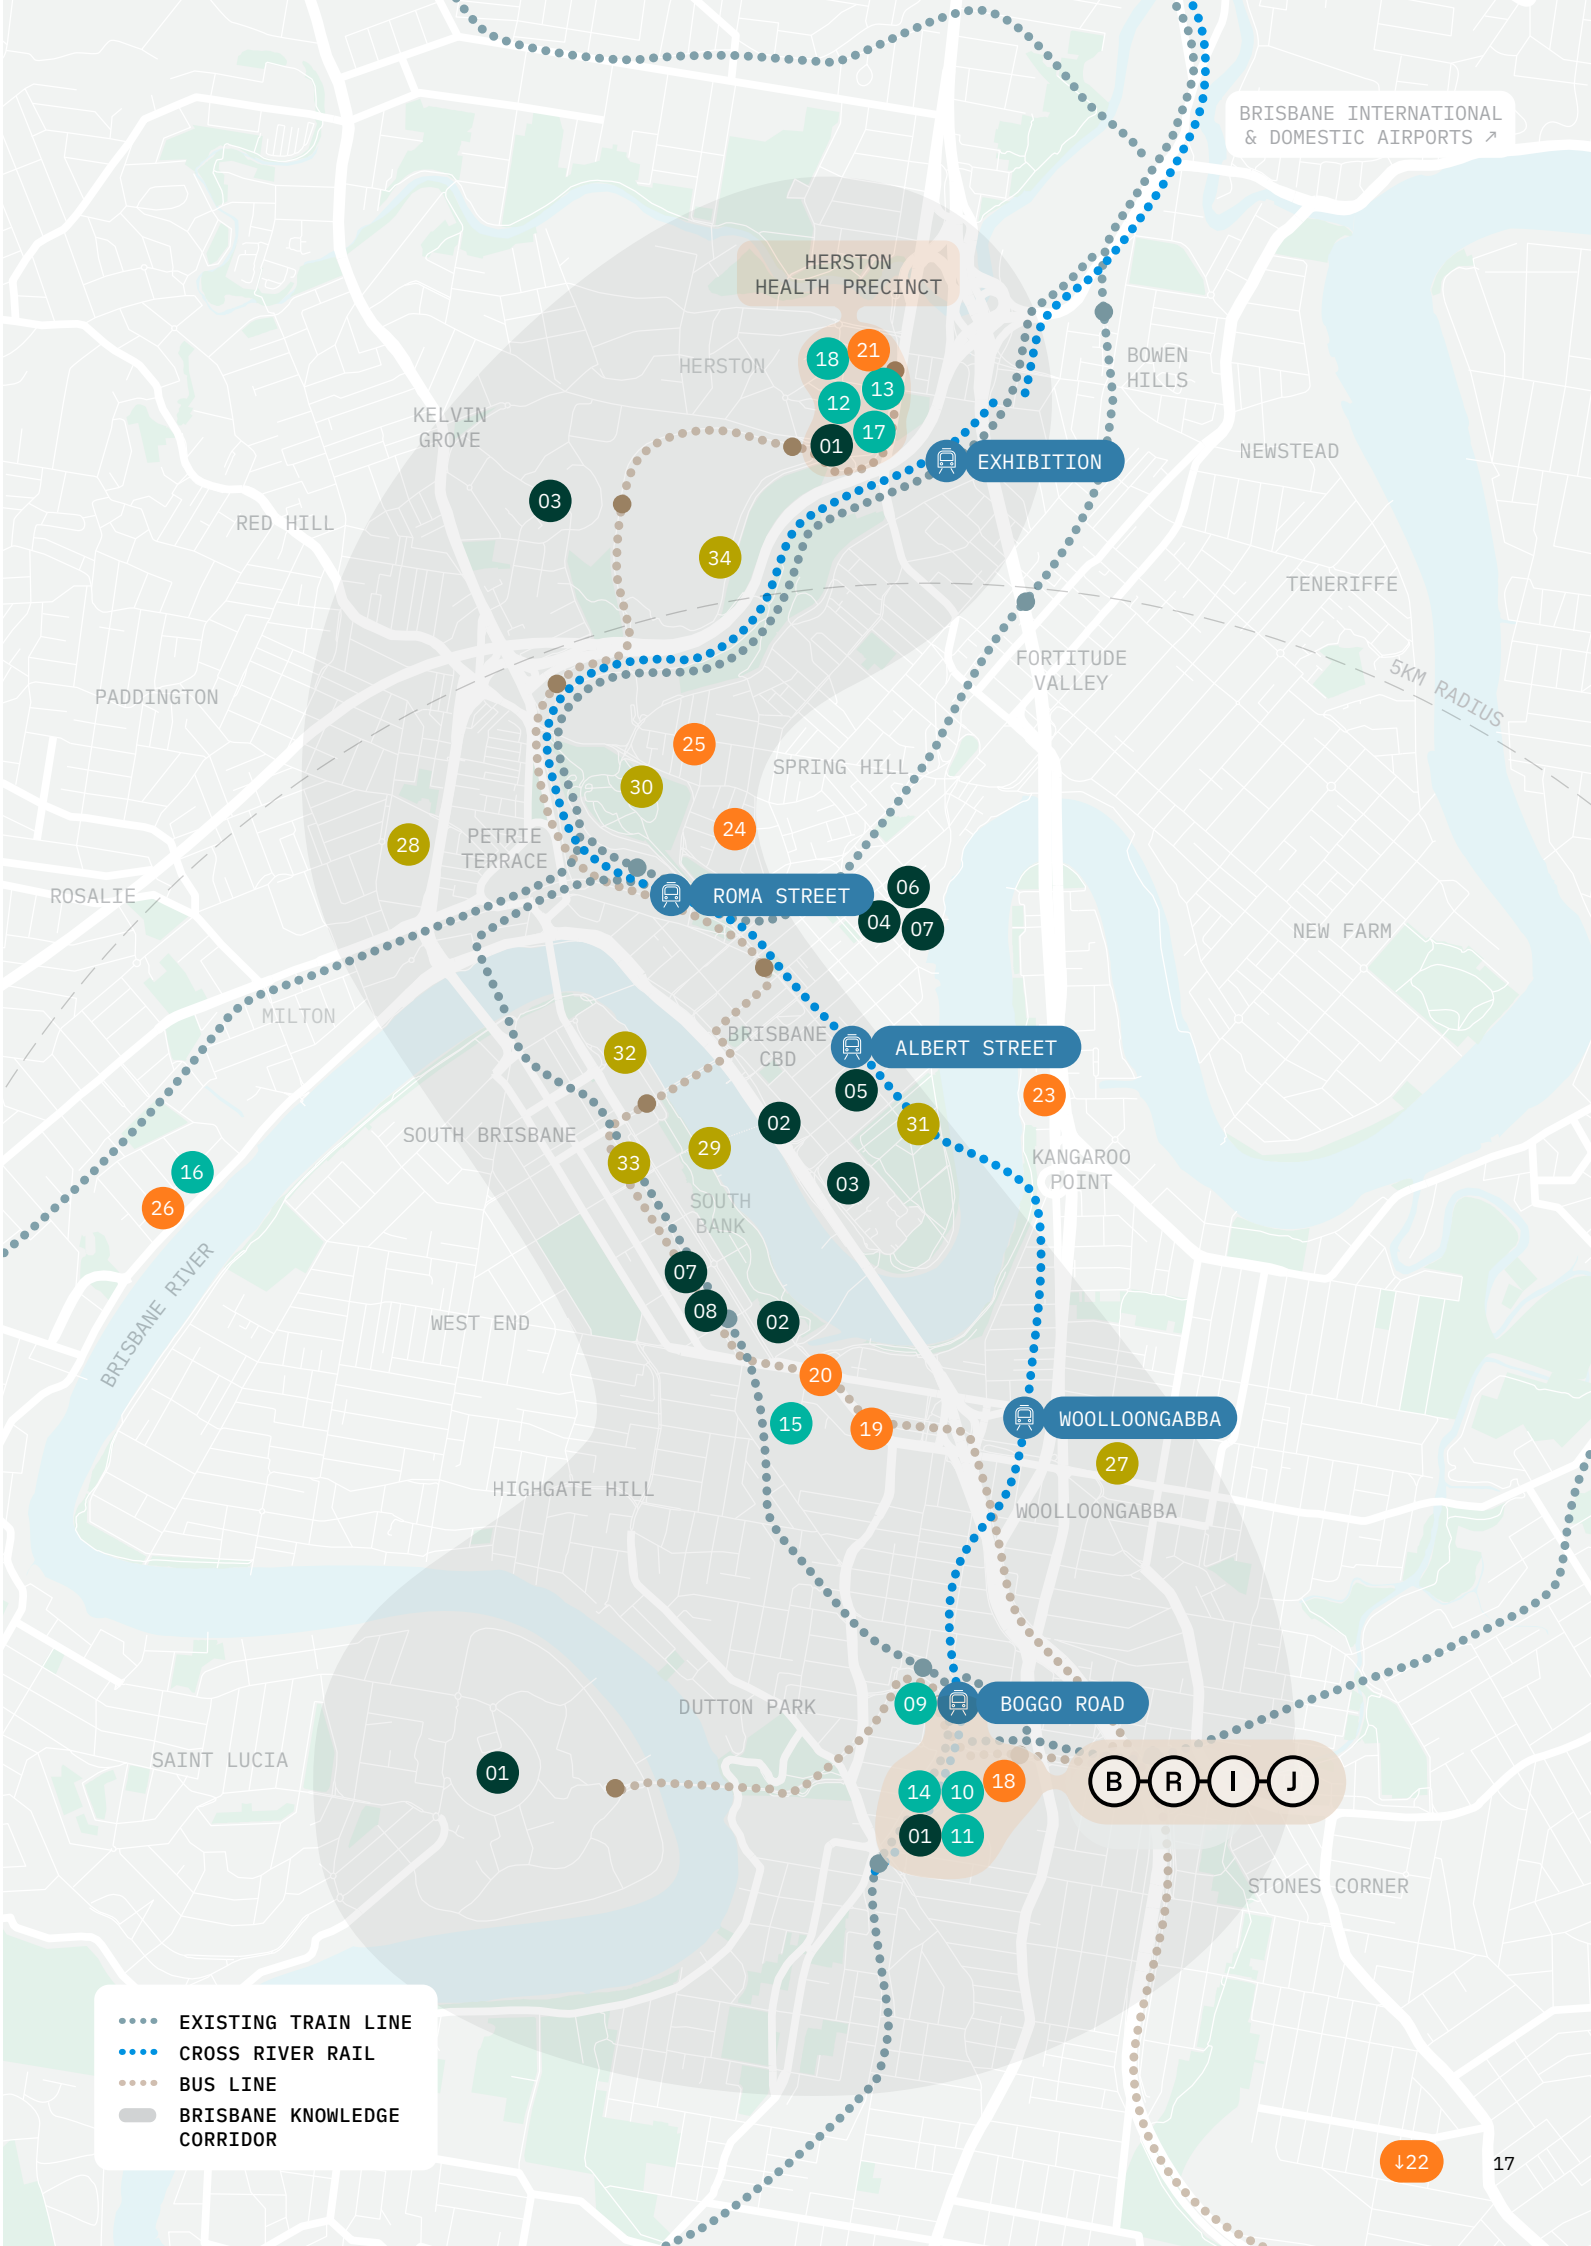 BRISBANE INTERNATIONAL
& DOMESTIC AIRPORTS ↗
HERSTON
HEALTH PRECINCT
HERSTON
18
21
13
12
17
01
BOWEN
HILLS
KELVIN
GROVE
EXHIBITION
NEWSTEAD
03
RED HILL
34
TENERIFFE
FORTITUDE
VALLEY
5KM RADIUS
PADDINGTON
25
SPRING HILL
30
24
28
PETRIE
TERRACE
ROSALIE
ROMA STREET
06
04
07
NEW FARM
MILTON
32
BRISBANE
CBD
ALBERT STREET
05
23
02
31
SOUTH BRISBANE
29
33
KANGAROO
POINT
16
26
03
SOUTH
BANK
BRISBANE RIVER
07
08
02
WEST END
20
15
19
WOOLLOONGABBA
27
HIGHGATE HILL
WOOLLOONGABBA
DUTTON PARK
09
BOGGO ROAD
SAINT LUCIA
01
14
10
18
B R I J
01
11
STONES CORNER
EXISTING TRAIN LINE
CROSS RIVER RAIL
BUS LINE
BRISBANE KNOWLEDGE
CORRIDOR
↓22
17